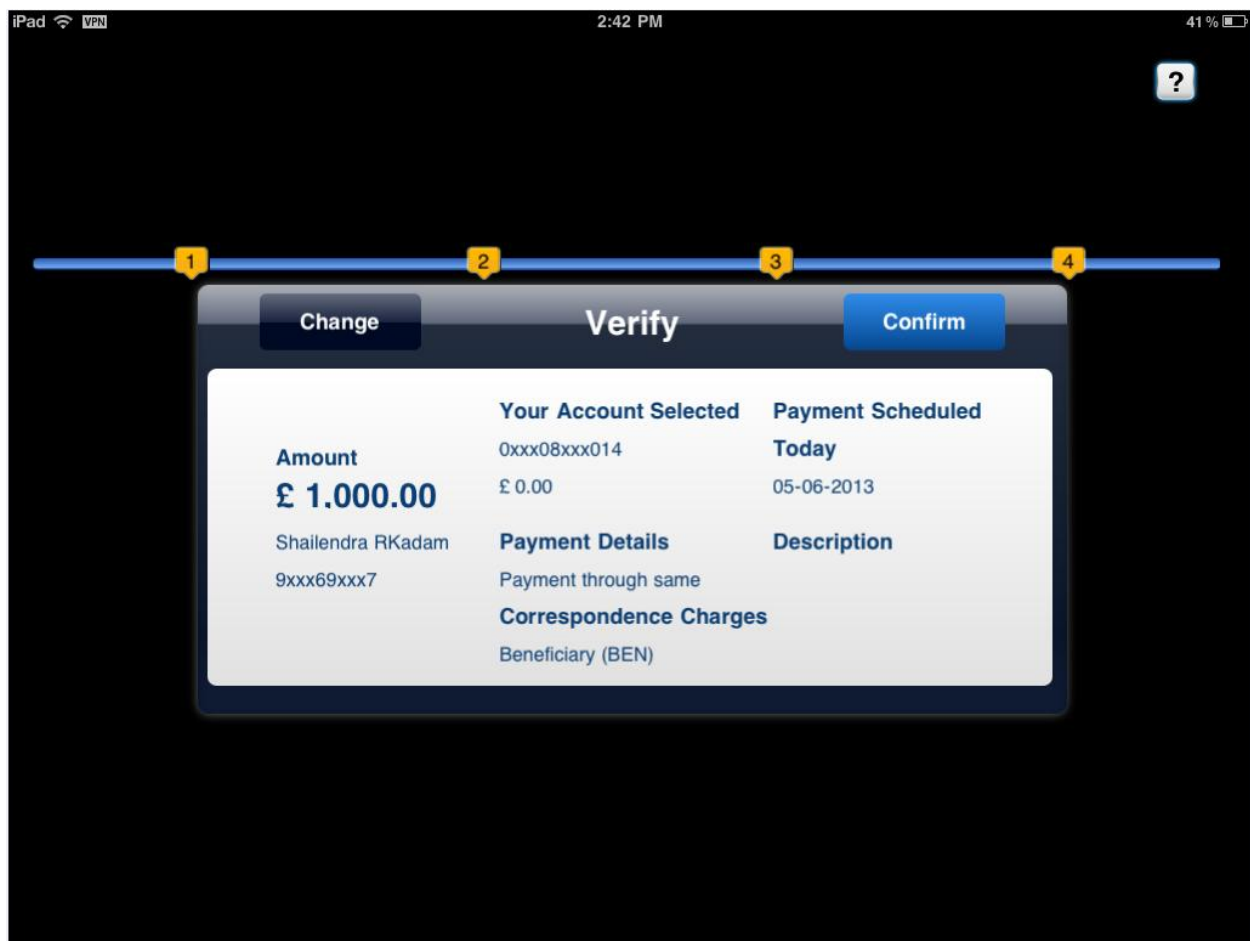 iPad VPN 2:42 PM 41 %
?
1 2 3 4
Change Verify Confirm
Amount
£ 1.000.00
Shailendra RKadam
9xxx69xxx7
Your Account Selected
0xxx08xxx014
£ 0.00
Payment Details
Payment through same
Correspondence Charges
Beneficiary (BEN)
Payment Scheduled
Today
05-06-2013
Description